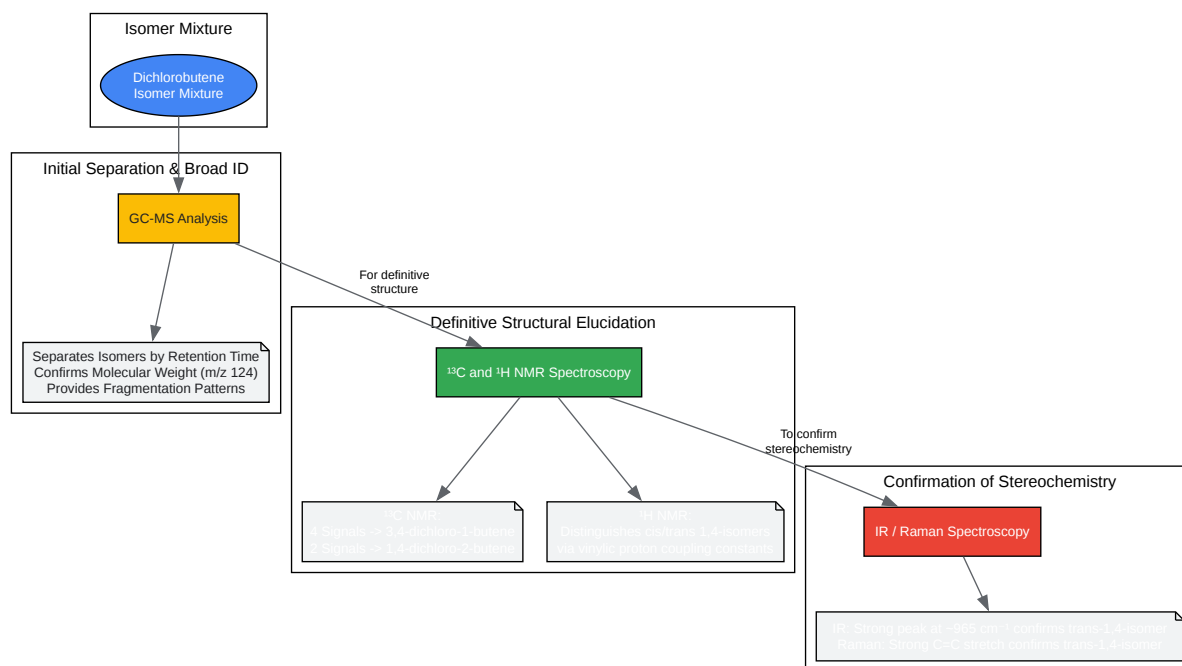 Isomer Mixture
Dichlorobutene
Isomer Mixture
Initial Separation & Broad ID
GC-MS Analysis
Separates Isomers by Retention Time
Confirms Molecular Weight (m/z 124)
Provides Fragmentation Patterns
For definitive
structure
Definitive Structural Elucidation
¹³C and ¹H NMR Spectroscopy
¹³C NMR:
4 Signals -> 3,4-dichloro-1-butene
2 Signals -> 1,4-dichloro-2-butene
¹H NMR:
Distinguishes cis/trans 1,4-isomers
via vinylic proton coupling constants
To confirm
stereochemistry
Confirmation of Stereochemistry
IR / Raman Spectroscopy
IR: Strong peak at ~965 cm⁻¹ confirms trans-1,4-isomer
Raman: Strong C=C stretch confirms trans-1,4-isomer